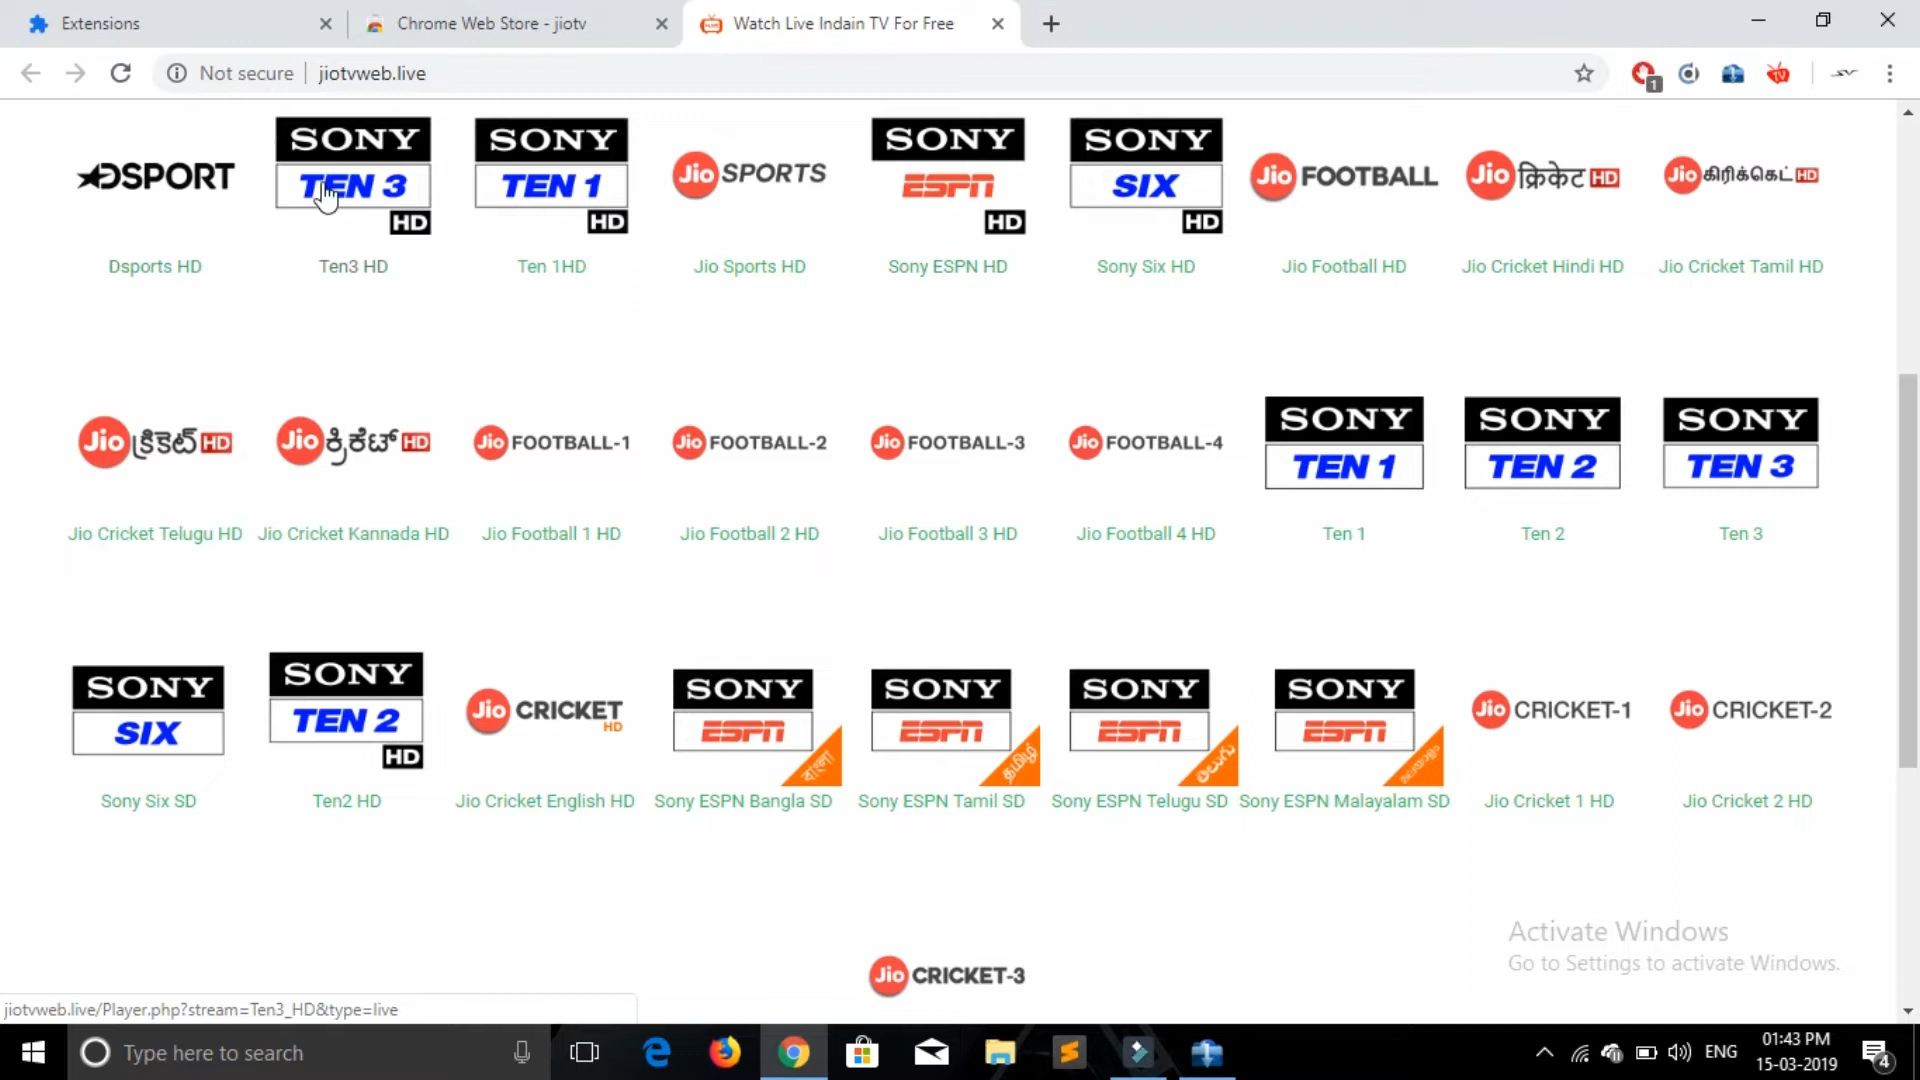 Extensions
Chrome Web Store - jiotv
Watch Live Indain TV For Free
Not secure
jiotvweb.live
1
TV
DSPORT
SONY
TEN 3
HD
SONY
TEN 1
HD
Jio SPORTS
SONY
ESPN
HD
SONY
SIX
HD
Jio FOOTBALL
Jio क्रिकेट HD
Jio கிரிக்கெட் HD
Dsports HD
Ten3 HD
Ten 1HD
Jio Sports HD
Sony ESPN HD
Sony Six HD
Jio Football HD
Jio Cricket Hindi HD
Jio Cricket Tamil HD
Jio క్రికెట్ HD
Jio ಕ್ರಿಕೆಟ್ HD
Jio FOOTBALL-1
Jio FOOTBALL-2
Jio FOOTBALL-3
Jio FOOTBALL-4
SONY
TEN 1
SONY
TEN 2
SONY
TEN 3
Jio Cricket Telugu HD
Jio Cricket Kannada HD
Jio Football 1 HD
Jio Football 2 HD
Jio Football 3 HD
Jio Football 4 HD
Ten 1
Ten 2
Ten 3
SONY
SIX
SONY
TEN 2
HD
Jio CRICKET
HD
SONY
ESPN
বাংলা
SONY
ESPN
தமிழ்
SONY
ESPN
తెలుగు
SONY
ESPN
Jio CRICKET-1
Jio CRICKET-2
Sony Six SD
Ten2 HD
Jio Cricket English HD
Sony ESPN Bangla SD
Sony ESPN Tamil SD
Sony ESPN Telugu SD
Sony ESPN Malayalam SD
Jio Cricket 1 HD
Jio Cricket 2 HD
Jio CRICKET-3
Activate Windows
Go to Settings to activate Windows.
jiotvweb.live/Player.php?stream=Ten3_HD&type=live
Type here to search
ENG
01:43 PM
15-03-2019
4